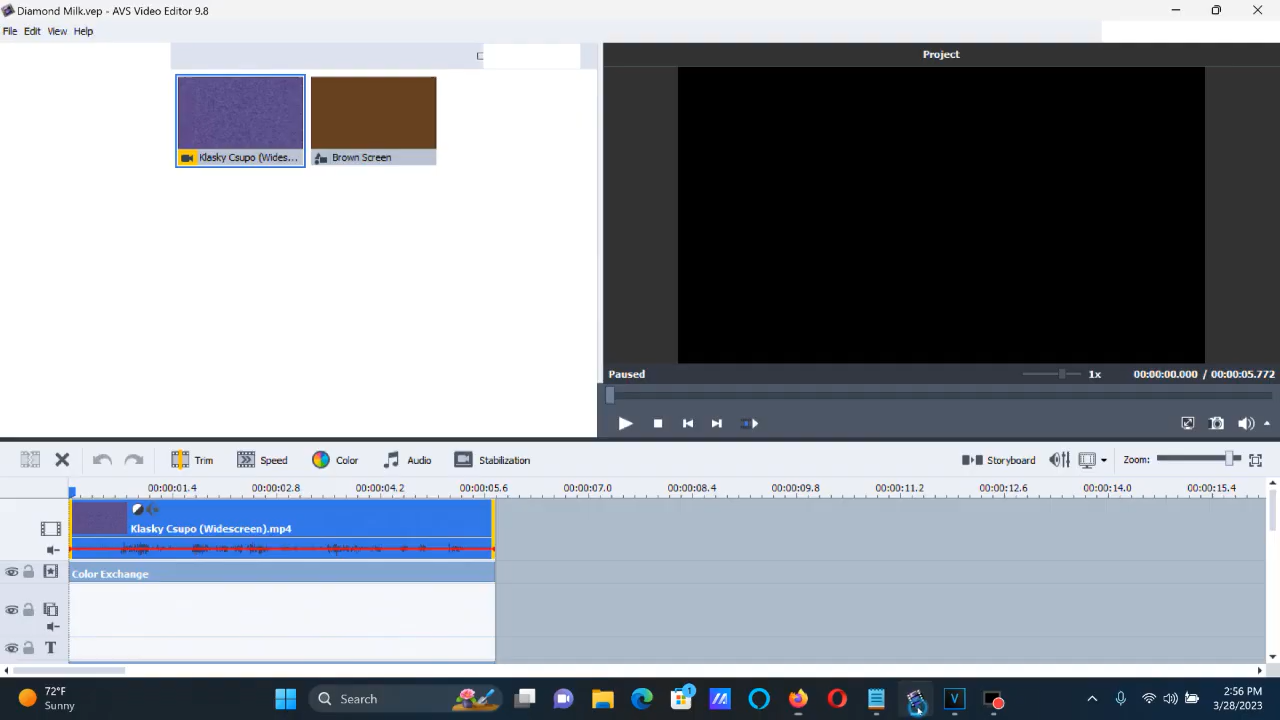 Diamond Milk.vep - AVS Video Editor 9.8
File Edit View Help
Project
Klasky Csupo (Wides...
Brown Screen
Paused
1x
00:00:00.000 / 00:00:05.772
Trim
Speed
Color
Audio
Stabilization
Storyboard
Zoom:
00:00:01.4 00:00:02.8 00:00:04.2 00:00:05.6 00:00:07.0 00:00:08.4 00:00:09.8 00:00:11.2 00:00:12.6 00:00:14.0 00:00:15.4
Klasky Csupo (Widescreen).mp4
Color Exchange
T
72°F
Sunny
Search
1
V
2:56 PM
3/28/2023